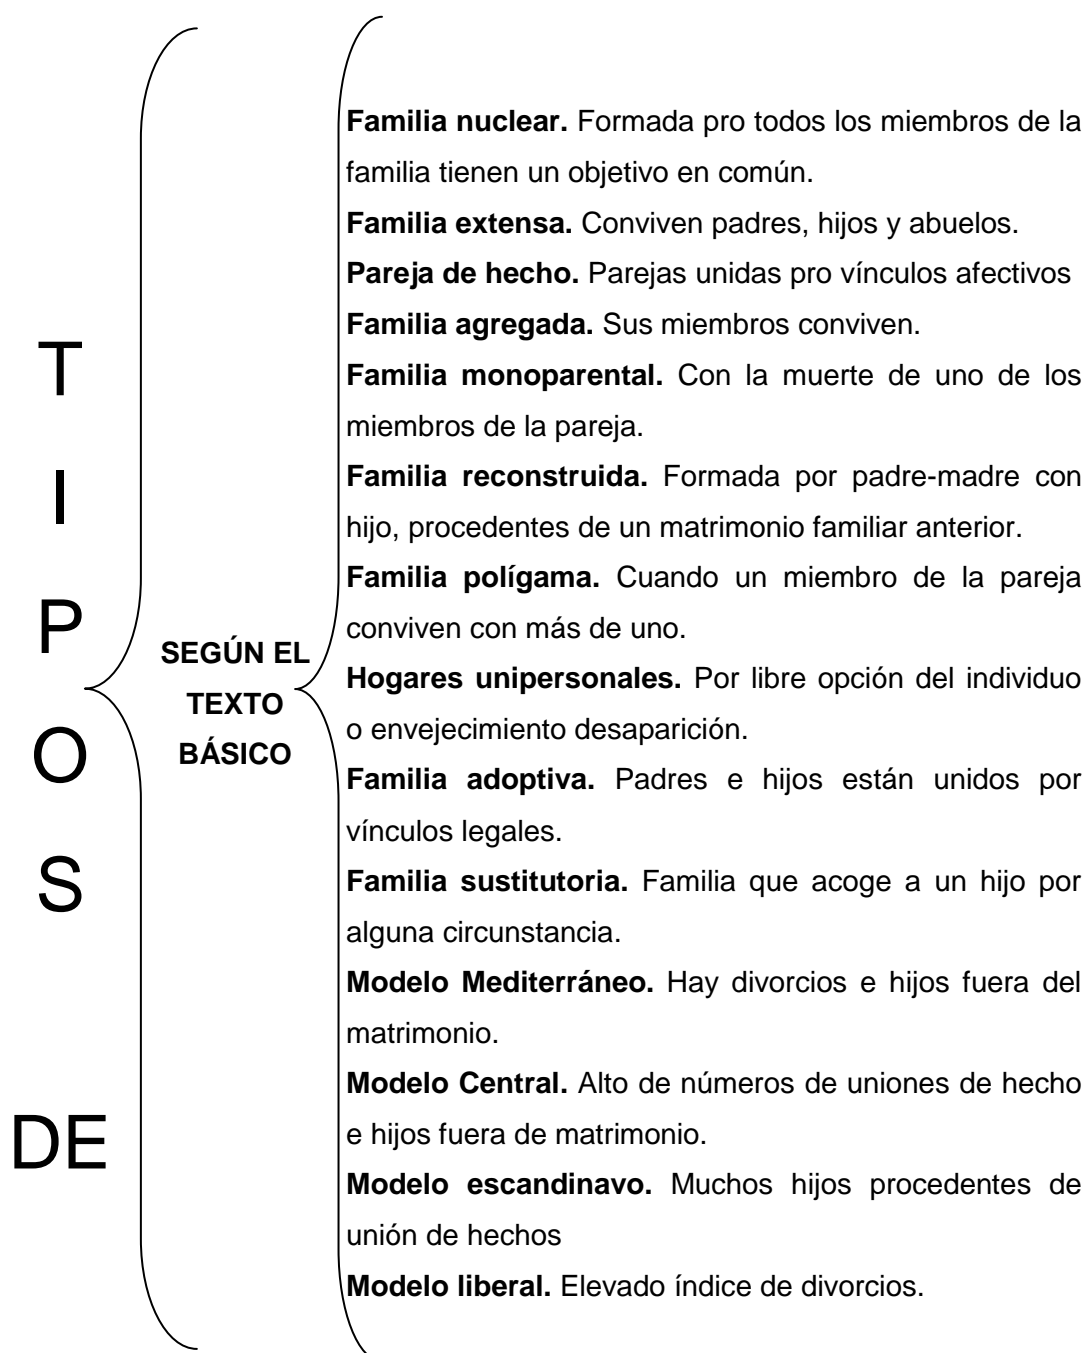 T
I
P
O
S
DE
SEGÚN EL
TEXTO
BÁSICO
Familia nuclear. Formada pro todos los miembros de la
familia tienen un objetivo en común.
Familia extensa. Conviven padres, hijos y abuelos.
Pareja de hecho. Parejas unidas pro vínculos afectivos
Familia agregada. Sus miembros conviven.
Familia monoparental. Con la muerte de uno de los
miembros de la pareja.
Familia reconstruida. Formada por padre-madre con
hijo, procedentes de un matrimonio familiar anterior.
Familia polígama. Cuando un miembro de la pareja
conviven con más de uno.
Hogares unipersonales. Por libre opción del individuo
o envejecimiento desaparición.
Familia adoptiva. Padres e hijos están unidos por
vínculos legales.
Familia sustitutoria. Familia que acoge a un hijo por
alguna circunstancia.
Modelo Mediterráneo. Hay divorcios e hijos fuera del
matrimonio.
Modelo Central. Alto de números de uniones de hecho
e hijos fuera de matrimonio.
Modelo escandinavo. Muchos hijos procedentes de
unión de hechos
Modelo liberal. Elevado índice de divorcios.